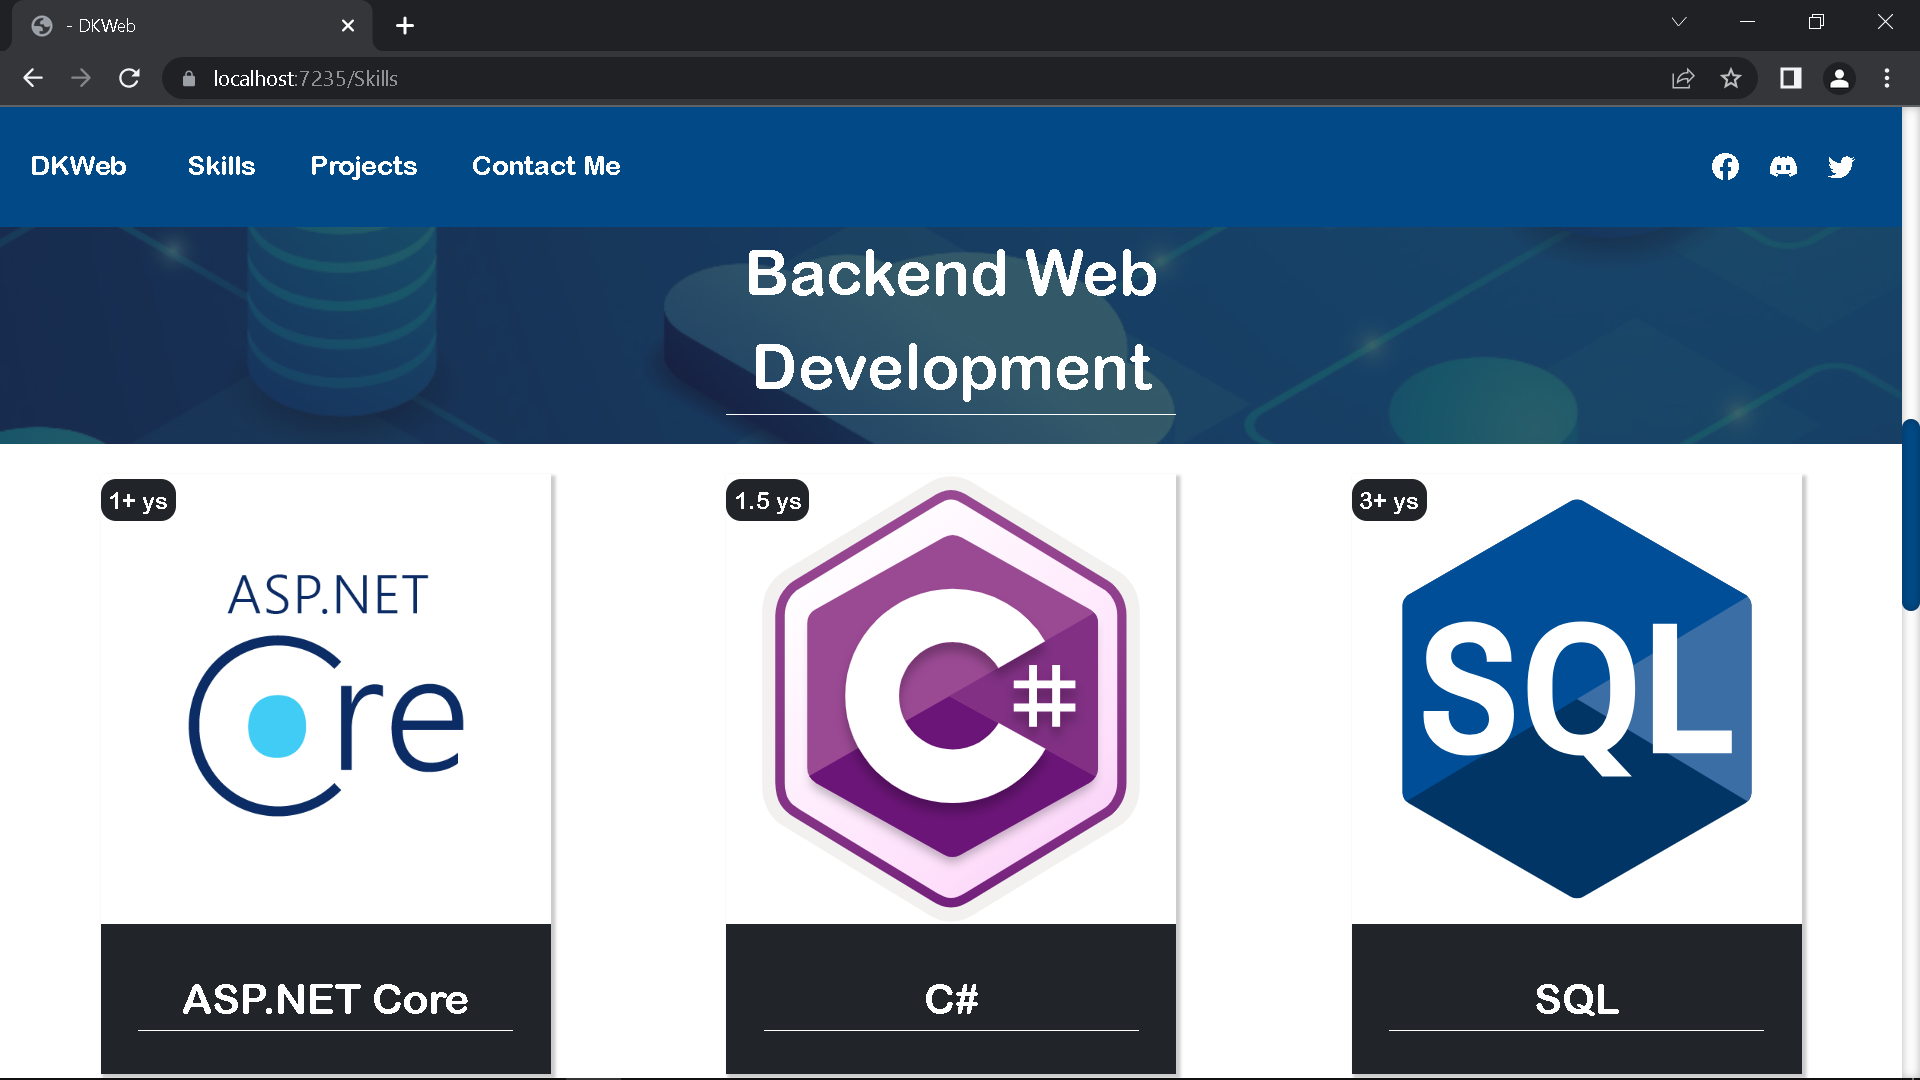 - DKWeb
localhost:7235/Skills
DKWeb Skills Projects Contact Me
Backend Web
Development
1+ ys
1.5 ys
3+ ys
ASP.NET
Core
C#
SQL
ASP.NET Core
C#
SQL